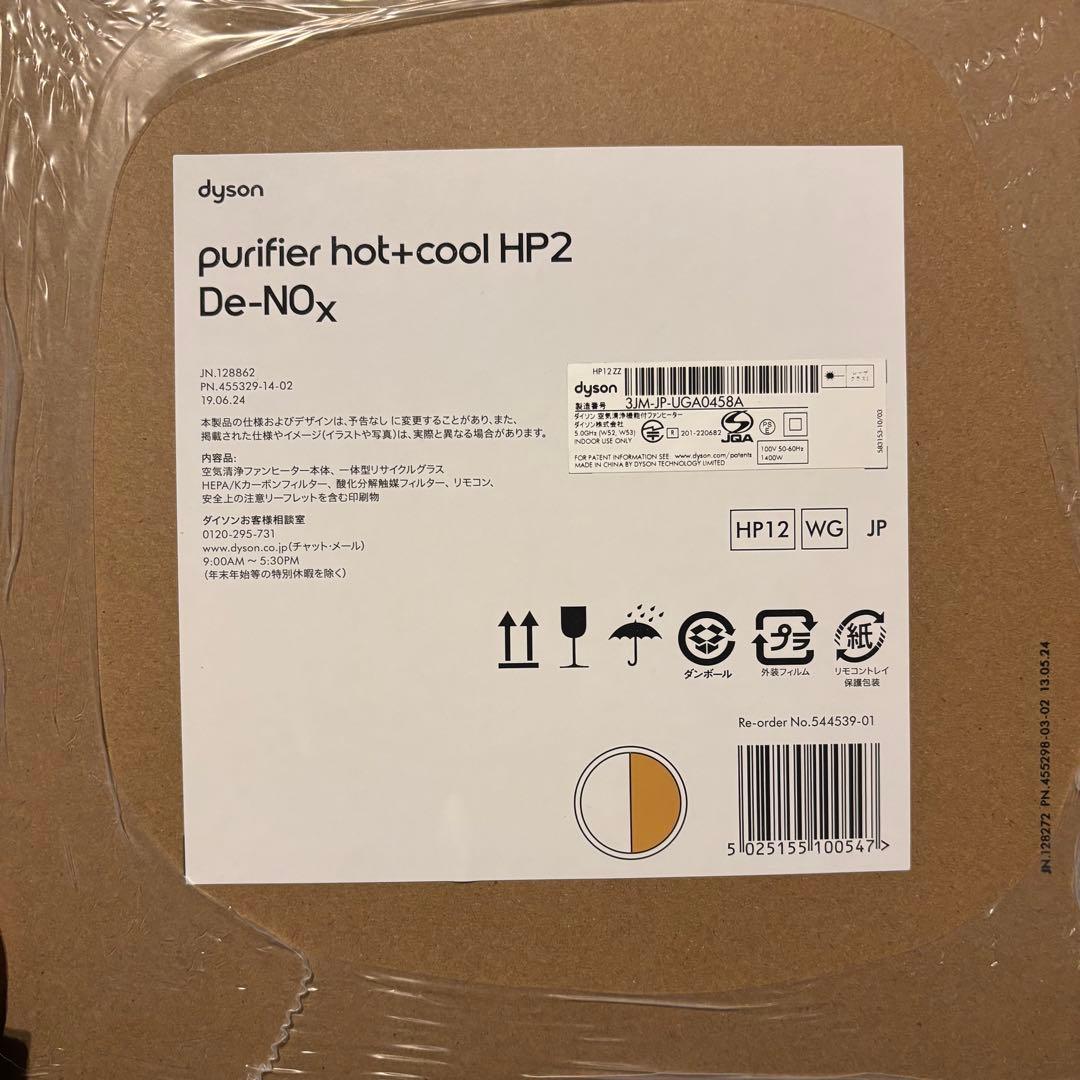 dyson
purifier hot+cool HP2
De-NOx
JN.128862
PN.455329-14-02
19.06.24
本製品の仕様およびデザインは、予告なしに変更することがあり、また、
掲載された仕様やイメージ(イラストや写真)は、実際と異なる場合があります。
内容品:
空気清浄ファンヒーター本体、一体型リサイクルグラス
HEPA/Kカーボンフィルター、酸化分解触媒フィルター、リモコン、
安全上の注意リーフレットを含む印刷物
ダイソンお客様相談室
0120-295-731
www.dyson.co.jp(チャット・メール)
9:00AM ~ 5:30PM
(年末年始等の特別休暇を除く)
HP12 ZZ
dyson
製造番号 3JM-JP-UGA0458A
ダイソン 空気清浄機能付ファンヒーター
ダイソン株式会社
5.0GHz (W52, W53)
INDOOR USE ONLY
R 201-220682
JQA
PS
E
100V 50-60Hz
1400W
FOR PATENT INFORMATION SEE www.dyson.com/patents
MADE IN CHINA BY DYSON TECHNOLOGY LIMITED
583153-10/03
HP12 WG JP
ダンボール
プラ
外装フィルム
紙
リモコントレイ
保護包装
Re-order No.544539-01
5 025155 100547 >
JN.128272 PN.455298-03-02 13.05.24